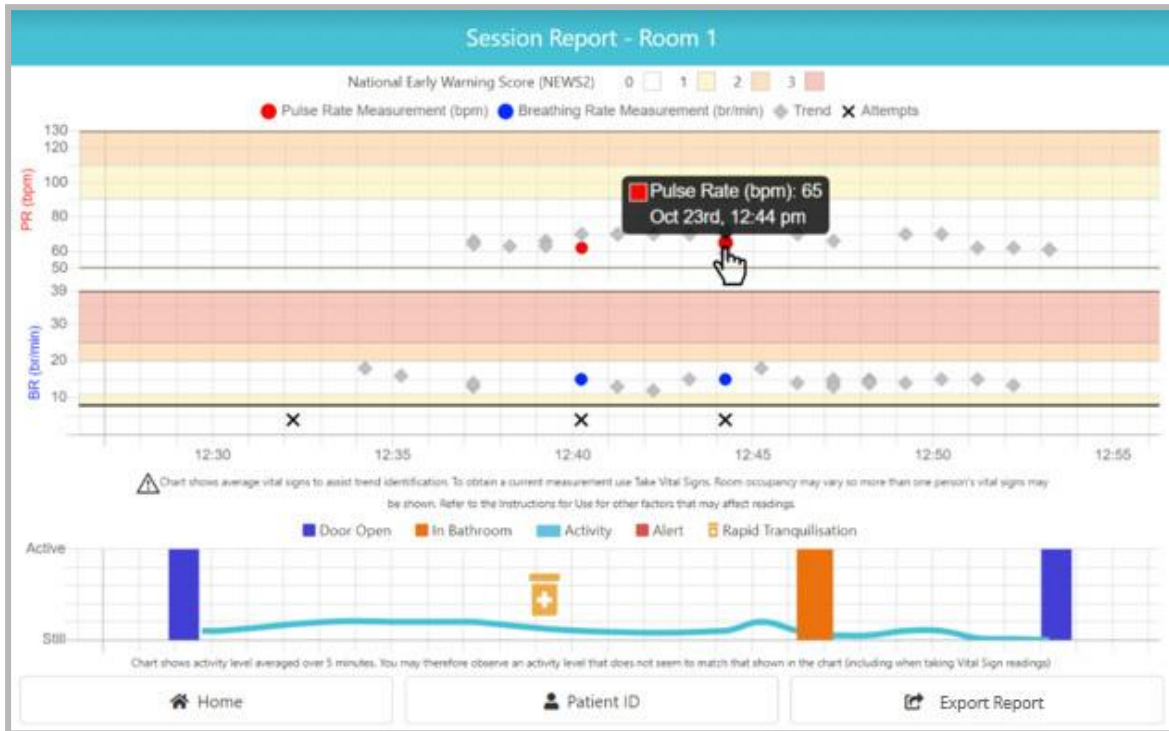 Session Report - Room 1
National Early Warning Score (NEWS2) 0 1 2 3
Pulse Rate Measurement (bpm) Breathing Rate Measurement (br/min) Trend Attempts
130
120
100
80
60
50
PR (bpm)
Pulse Rate (bpm): 65
Oct 23rd, 12:44 pm
39
30
20
10
BR (br/min)
12:30 12:35 12:40 12:45 12:50 12:55
Chart shows average vital signs to assist trend identification. To obtain a current measurement use Take Vital Signs. Room occupancy may vary so more than one person's vital signs may
be shown. Refer to the Instructions for Use for other factors that may affect readings.
Door Open In Bathroom Activity Alert Rapid Tranquilisation
Active
Still
Chart shows activity level averaged over 5 minutes. You may therefore observe an activity level that does not seem to match that shown in the chart (including when taking Vital Sign readings)
Home Patient ID Export Report